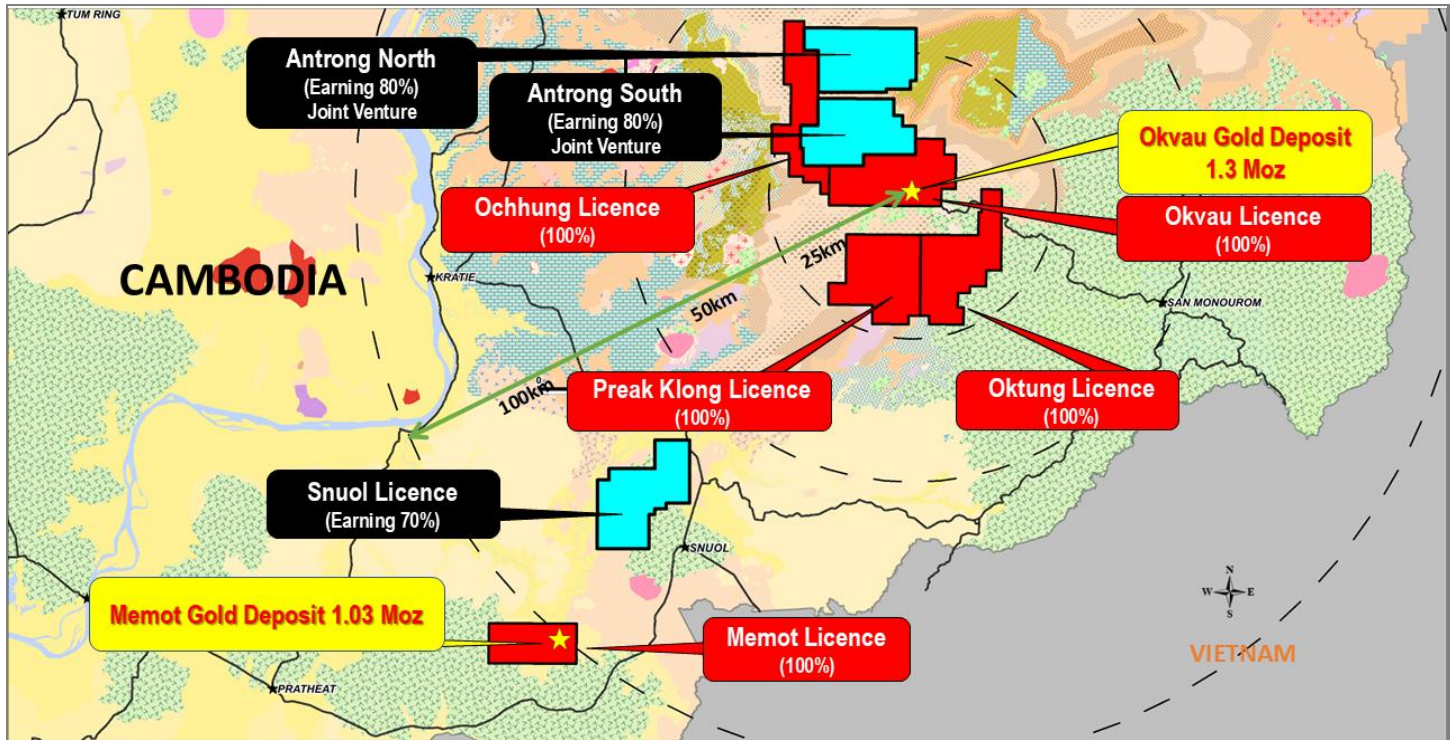 TUM RING
Antrong North
(Earning 80%)
Joint Venture
Antrong South
(Earning 80%)
Joint Venture
Okvau Gold Deposit
1.3 Moz
Ochhung Licence
(100%)
Okvau Licence
(100%)
CAMBODIA
KRATIE
25km
50km
100km
SAN MONOUROM
Preak Klong Licence
(100%)
Oktung Licence
(100%)
Snuol Licence
(Earning 70%)
SNUOL
Memot Gold Deposit 1.03 Moz
Memot Licence
(100%)
N
W E
S
VIETNAM
PRATHEAT